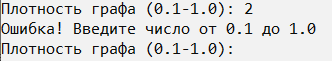 Плотность графа (0.1-1.0): 2
Ошибка! Введите число от 0.1 до 1.0
Плотность графа (0.1-1.0):